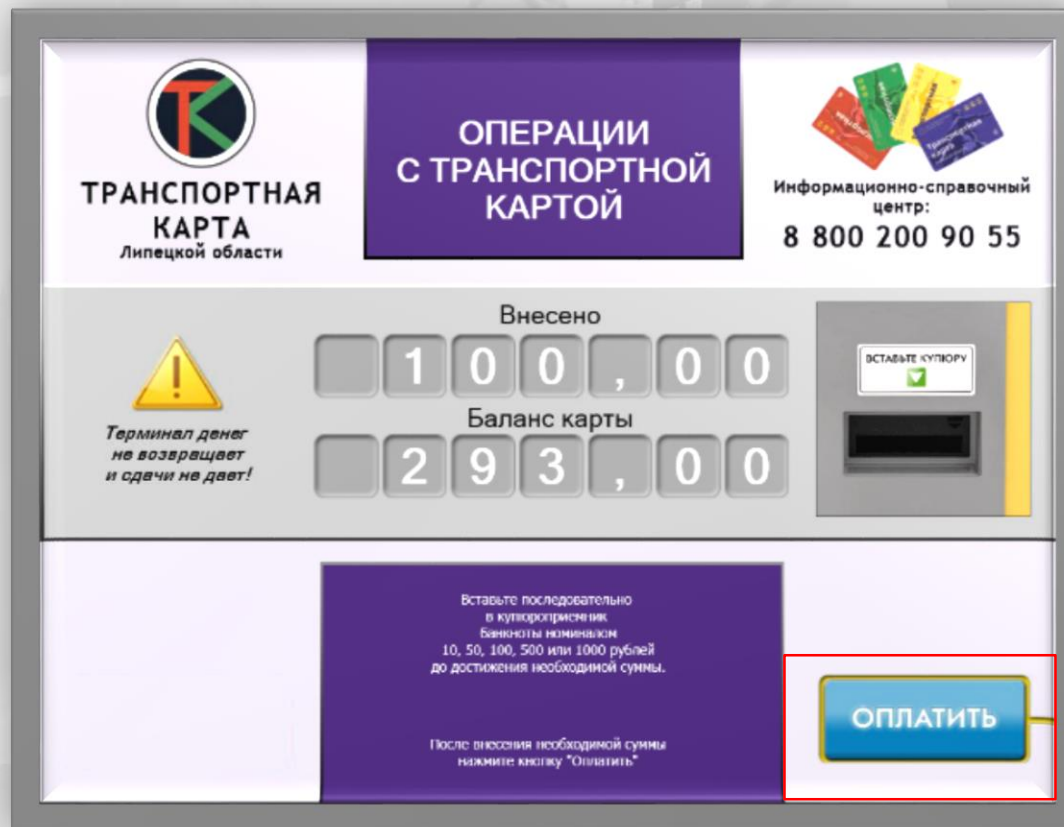 ТРАНСПОРТНАЯ
КАРТА
Липецкой области
ОПЕРАЦИИ
С ТРАНСПОРТНОЙ
КАРТОЙ
Информационно-справочный
центр:
8 800 200 90 55
Терминал денег
не возвращает
и сдачи не дает!
Внесено
100,00
Баланс карты
293,00
ВСТАВЬТЕ КУПЮРУ
Вставьте последовательно
в купюроприемник
Банкноты номиналом
10, 50, 100, 500 или 1000 рублей
до достижения необходимой суммы.
После внесения необходимой суммы
нажмите кнопку "Оплатить"
ОПЛАТИТЬ